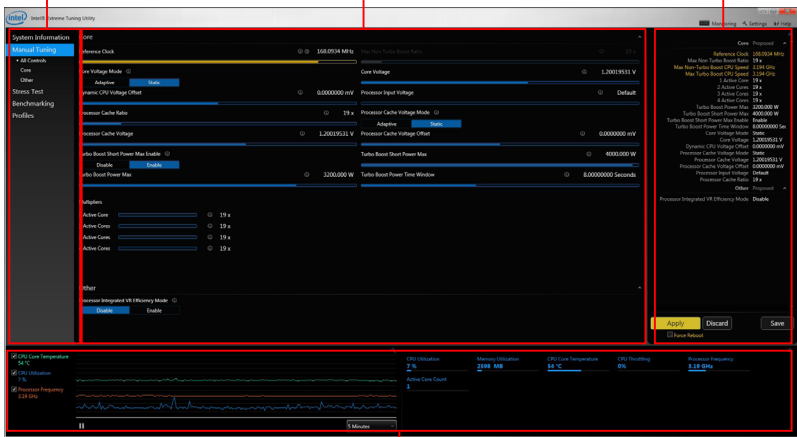 intel Intel® Extreme Tuning Utility
Monitoring Settings Help
System Information
Manual Tuning
• All Controls
Core
Other
Stress Test
Benchmarking
Profiles
Core
Reference Clock 168.0934 MHz
Max Non Turbo Boost Ratio 19 x
Core Voltage Mode
Adaptive Static
Core Voltage 1.20019531 V
Dynamic CPU Voltage Offset 0.0000000 mV
Processor Input Voltage Default
Processor Cache Ratio 19 x
Processor Cache Voltage Mode
Adaptive Static
Processor Cache Voltage 1.20019531 V
Processor Cache Voltage Offset 0.0000000 mV
Turbo Boost Short Power Max Enable
Disable Enable
Turbo Boost Short Power Max 4000.000 W
Turbo Boost Power Max 3200.000 W
Turbo Boost Power Time Window 8.00000000 Seconds
Multipliers
Active Core 19 x
Active Cores 19 x
Active Cores 19 x
Active Cores 19 x
Other
Processor Integrated VR Efficiency Mode
Disable Enable
Core Proposed
Reference Clock 168.0934 MHz
Max Non Turbo Boost Ratio 19 x
Max Non-Turbo Boost CPU Speed 3.194 GHz
Max Turbo Boost CPU Speed 3.194 GHz
1 Active Core 19 x
2 Active Cores 19 x
3 Active Cores 19 x
4 Active Cores 19 x
Turbo Boost Power Max 3200.000 W
Turbo Boost Short Power Max 4000.000 W
Turbo Boost Short Power Max Enable Enable
Turbo Boost Power Time Window 8.00000000 Sec
Core Voltage Mode Static
Core Voltage 1.20019531 V
Dynamic CPU Voltage Offset 0.0000000 mV
Processor Cache Voltage Mode Static
Processor Cache Voltage 1.20019531 V
Processor Cache Voltage Offset 0.0000000 mV
Processor Input Voltage Default
Processor Cache Ratio 19 x
Other Proposed
Processor Integrated VR Efficiency Mode Disable
Apply Discard Save
Force Reboot
CPU Core Temperature
54 °C
CPU Utilization
7 %
Processor Frequency
3.19 GHz
5 Minutes
CPU Utilization
7 %
Memory Utilization
2898 MB
CPU Core Temperature
54 °C
CPU Throttling
0%
Processor Frequency
3.19 GHz
Active Core Count
1